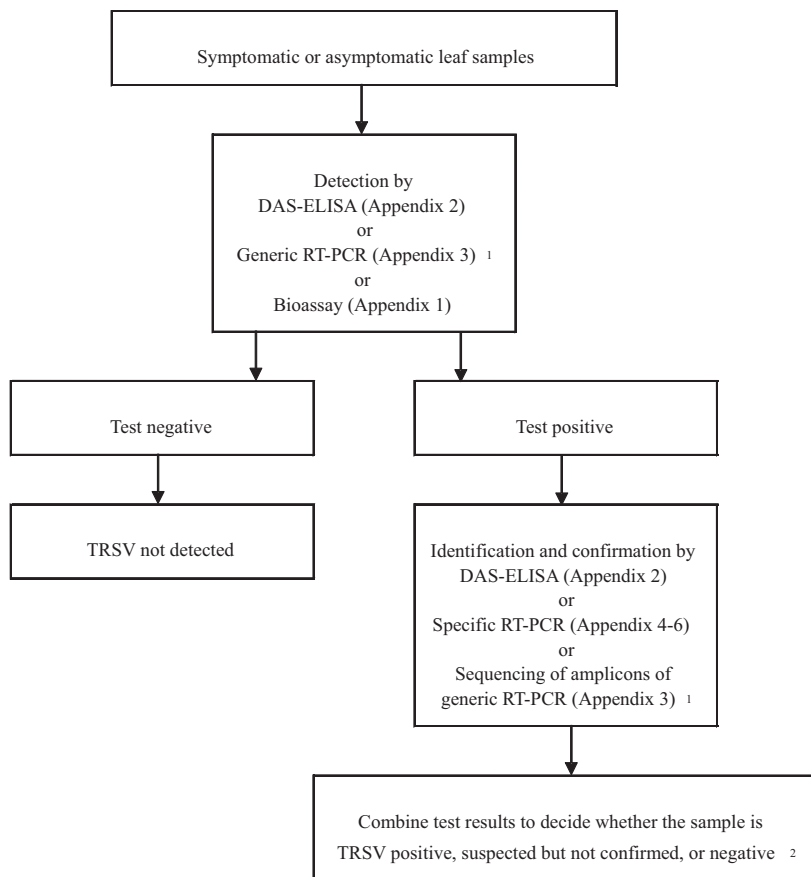 Symptomatic or asymptomatic leaf samples
Detection by
DAS-ELISA (Appendix 2)
or
Generic RT-PCR (Appendix 3) 1
or
Bioassay (Appendix 1)
Test negative
Test positive
TRSV not detected
Identification and confirmation by
DAS-ELISA (Appendix 2)
or
Specific RT-PCR (Appendix 4-6)
or
Sequencing of amplicons of
generic RT-PCR (Appendix 3) 1
Combine test results to decide whether the sample is
TRSV positive, suspected but not confirmed, or negative 2